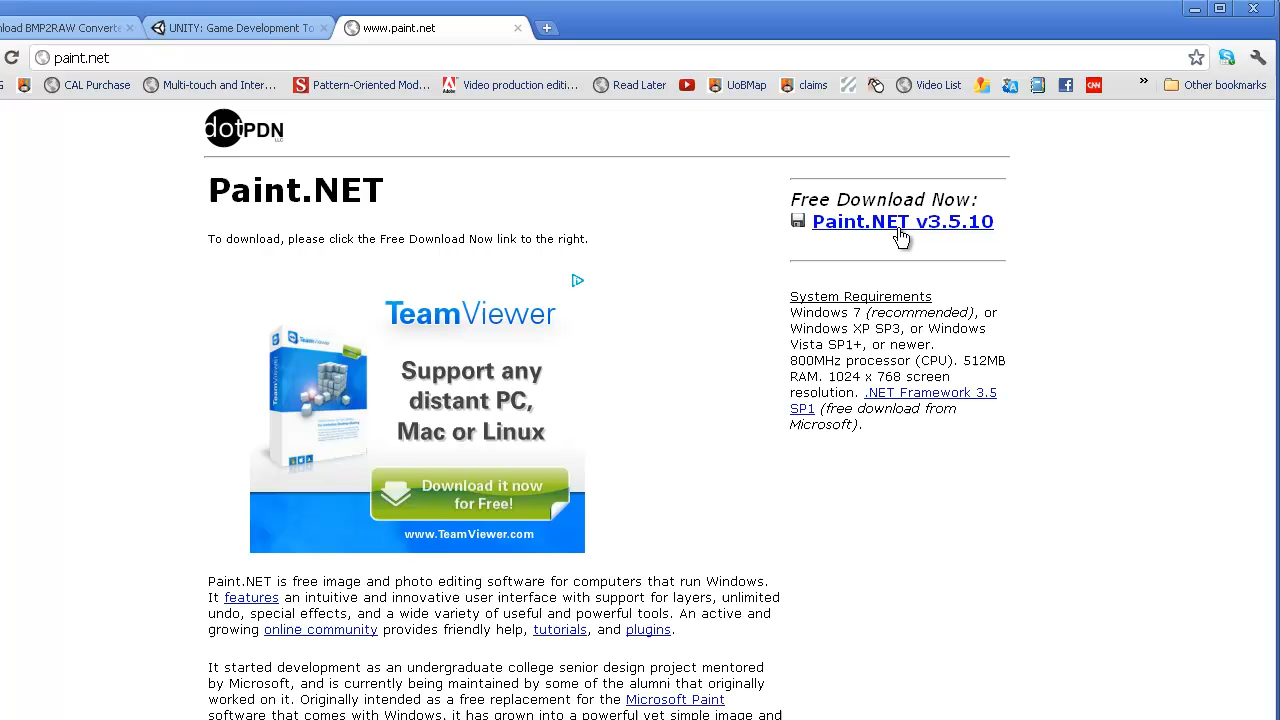 nload BMP2RAW Converte
UNITY: Game Development To
www.paint.net
paint.net
CAL Purchase
Multi-touch and Inter...
Pattern-Oriented Mod...
Video production editi...
Read Later
UoBMap
claims
Video List
CNN
»
Other bookmarks
dotPDN
LLC
Paint.NET
Free Download Now:
Paint.NET v3.5.10
To download, please click the Free Download Now link to the right.
TeamViewer
Support any
distant PC,
Mac or Linux
Download it now
for Free!
www.TeamViewer.com
System Requirements
Windows 7 (recommended), or
Windows XP SP3, or Windows
Vista SP1+, or newer.
800MHz processor (CPU). 512MB
RAM. 1024 x 768 screen
resolution. .NET Framework 3.5
SP1 (free download from
Microsoft).
Paint.NET is free image and photo editing software for computers that run Windows.
It features an intuitive and innovative user interface with support for layers, unlimited
undo, special effects, and a wide variety of useful and powerful tools. An active and
growing online community provides friendly help, tutorials, and plugins.
It started development as an undergraduate college senior design project mentored
by Microsoft, and is currently being maintained by some of the alumni that originally
worked on it. Originally intended as a free replacement for the Microsoft Paint
software that comes with Windows, it has grown into a powerful yet simple image and